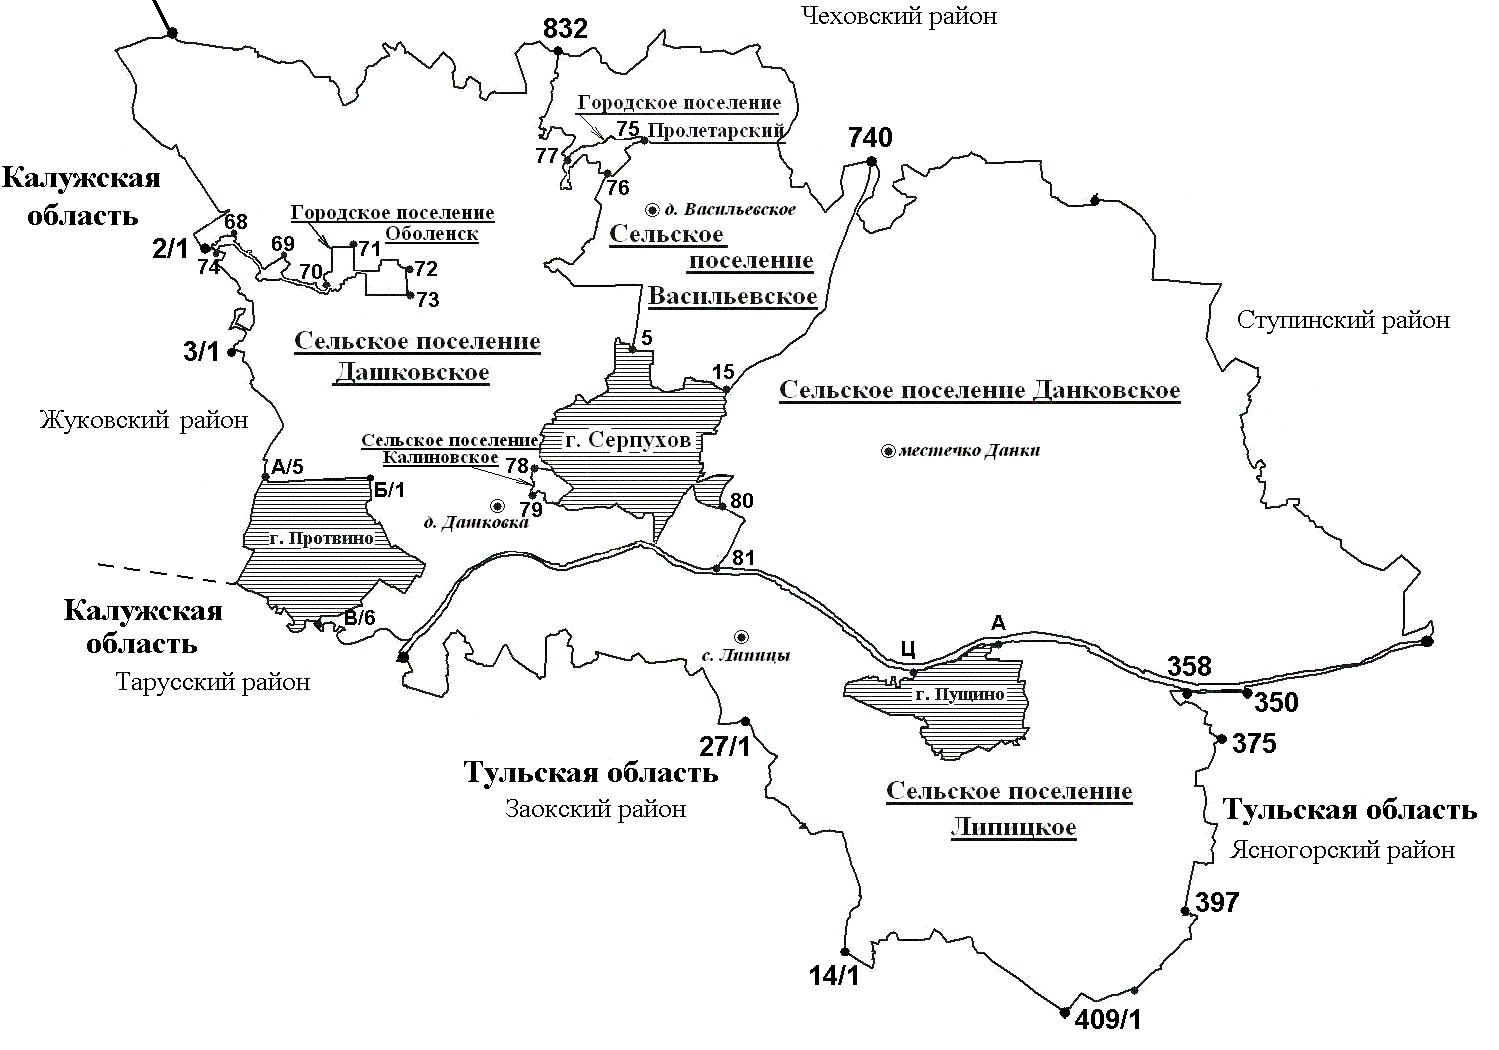 Чеховский район
832
Городское поселение
75
Пролетарский
740
77
76
Калужская
область
д. Васильевское
68
Городское поселение
Оболенск
Сельское
поселение
Васильевское
2/1
74
69
71
70
72
73
Ступинский район
3/1
Сельское поселение
Дашковское
5
15
Сельское поселение Данковское
Жуковский район
Сельское поселение
Калиновское
г. Серпухов
местечко Данки
А/5
Б/1
78
79
80
д. Дашковка
г. Протвино
81
Калужская
область
В/6
Тарусский район
с. Липицы
Ц
А
358
350
г. Пущино
27/1
375
Тульская область
Заокский район
Сельское поселение
Липицкое
Тульская область
Ясногорский район
397
14/1
409/1